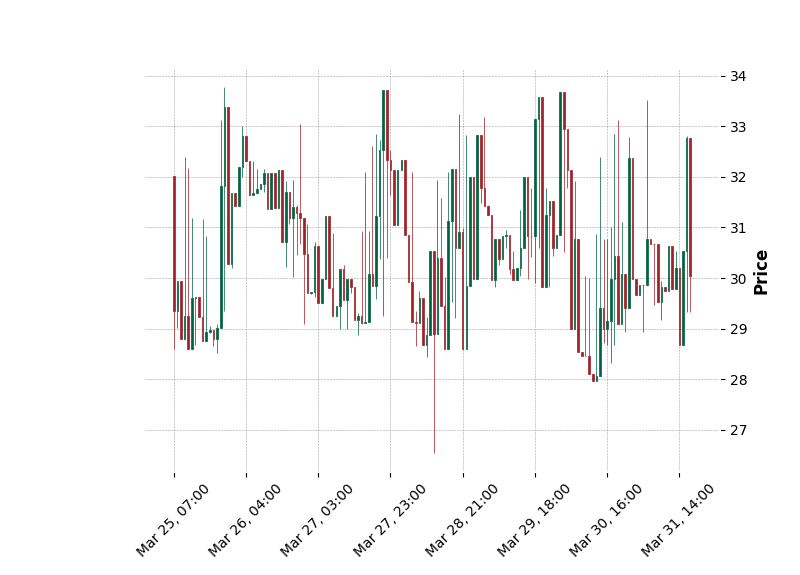 34
33
32
31
30
29
28
27
Price
Mar 25, 07:00
Mar 26, 04:00
Mar 27, 03:00
Mar 27, 23:00
Mar 28, 21:00
Mar 29, 18:00
Mar 30, 16:00
Mar 31, 14:00